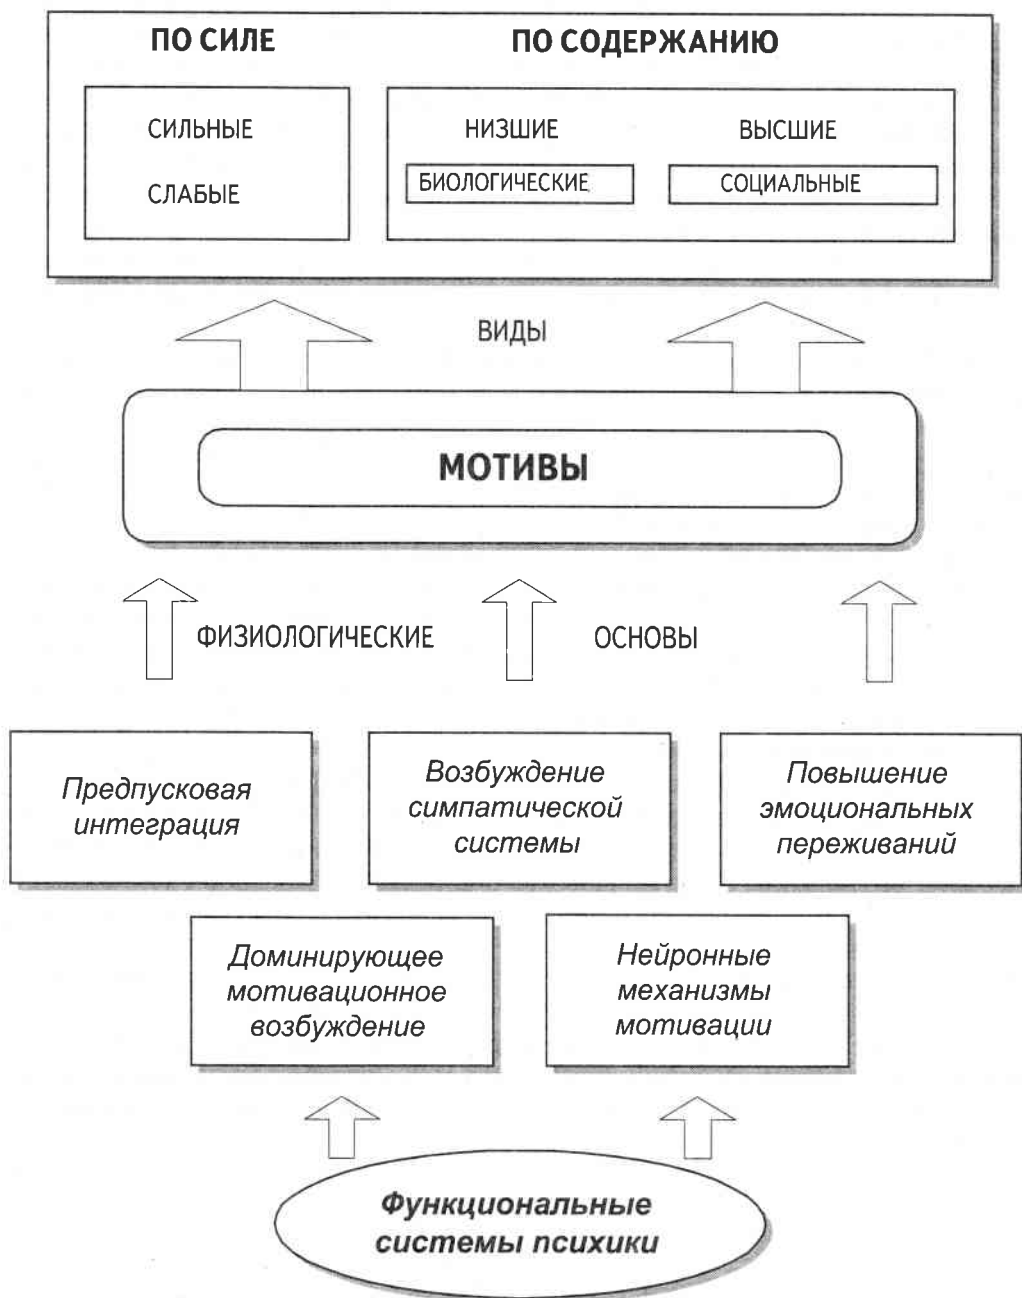 ПО СИЛЕ
ПО СОДЕРЖАНИЮ
СИЛЬНЫЕ
СЛАБЫЕ
НИЗШИЕ
ВЫСШИЕ
БИОЛОГИЧЕСКИЕ
СОЦИАЛЬНЫЕ
ВИДЫ
МОТИВЫ
ФИЗИОЛОГИЧЕСКИЕ
ОСНОВЫ
Предпусковая
интеграция
Возбуждение
симпатической
системы
Повышение
эмоциональных
переживаний
Доминирующее
мотивационное
возбуждение
Нейронные
механизмы
мотивации
Функциональные
системы психики